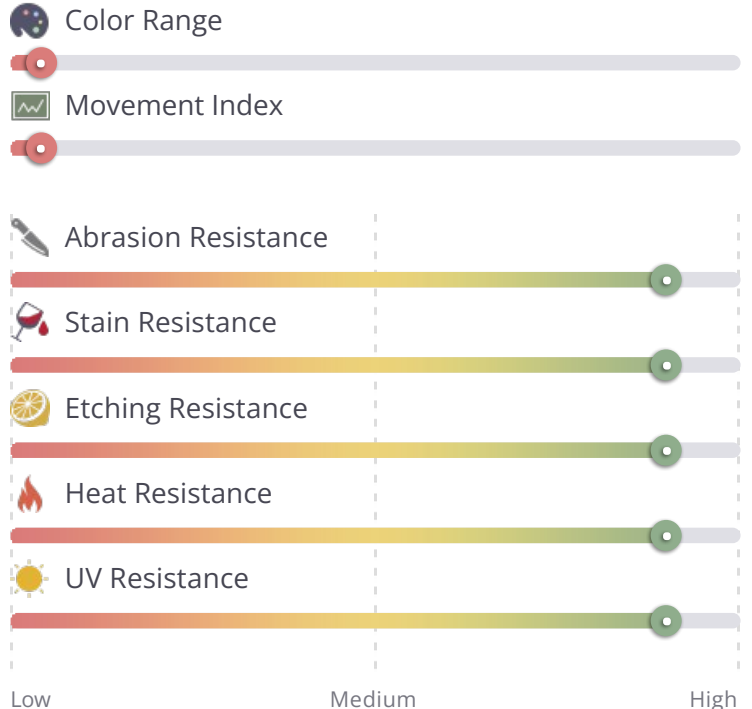 Color Range
Movement Index
Abrasion Resistance
Stain Resistance
Etching Resistance
Heat Resistance
UV Resistance
Low Medium High